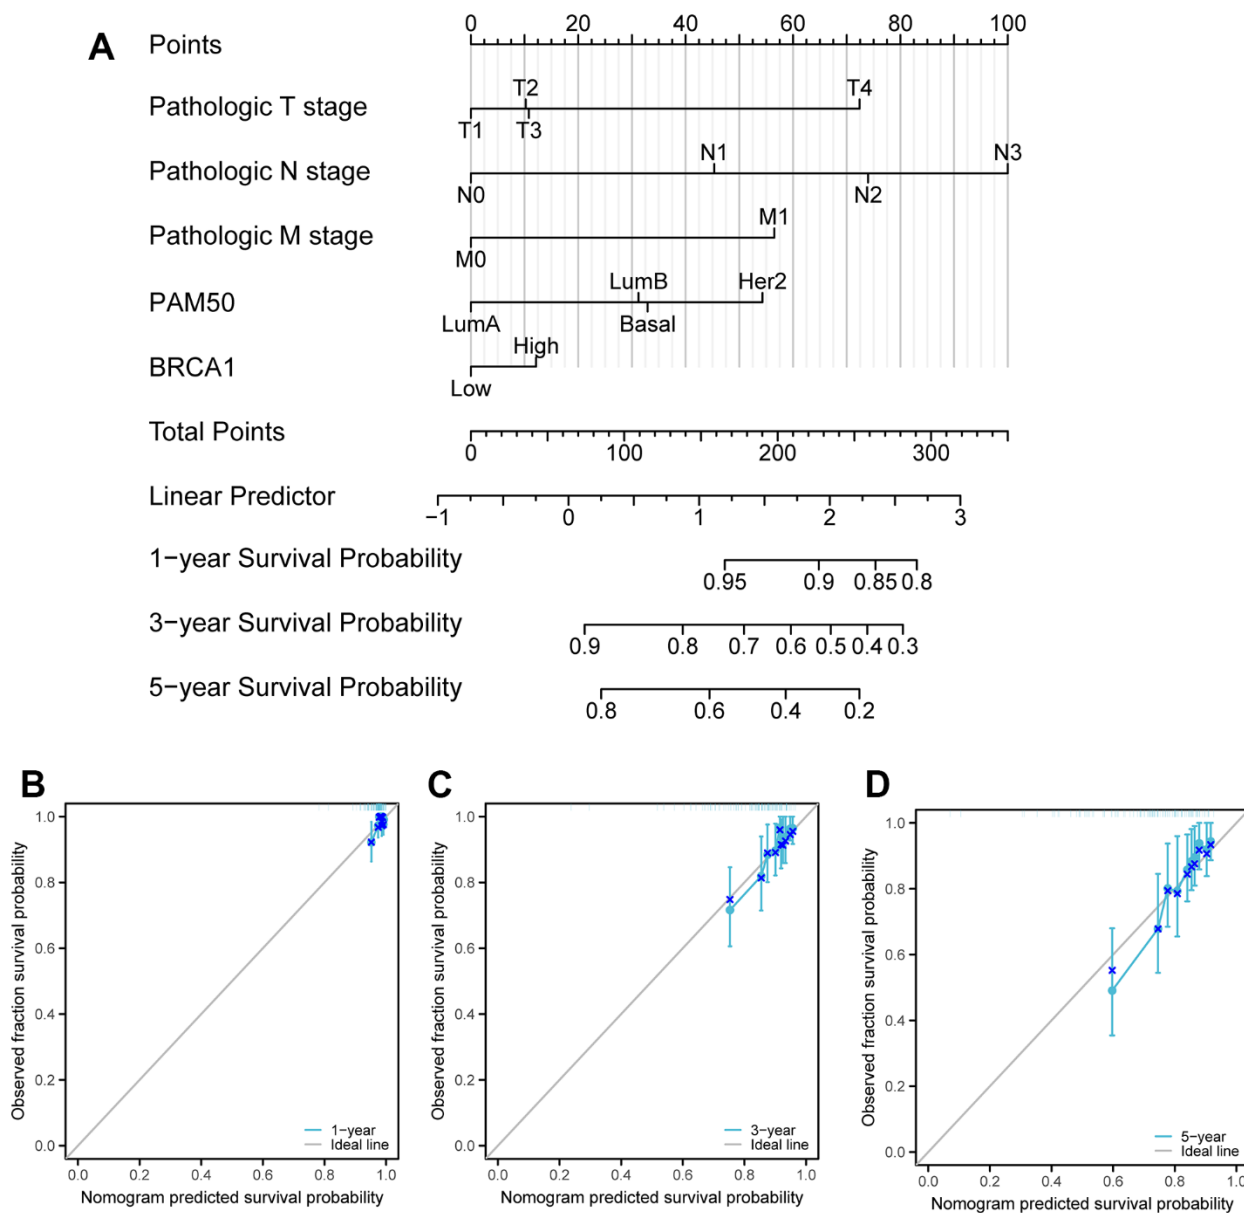 A
Points
0 20 40 60 80 100
Pathologic T stage
T2 T4
T1 T3
Pathologic N stage
N1 N3
N0 N2
Pathologic M stage
M1
M0
PAM50
LumB Her2
LumA Basal
BRCA1
High
Low
Total Points
0 100 200 300
Linear Predictor
−1 0 1 2 3
1−year Survival Probability
0.95 0.9 0.85 0.8
3−year Survival Probability
0.9 0.8 0.7 0.6 0.5 0.4 0.3
5−year Survival Probability
0.8 0.6 0.4 0.2
B
Observed fraction survival probability
1.0
0.8
0.6
0.4
0.2
0.0
1−year
Ideal line
0.0 0.2 0.4 0.6 0.8 1.0
Nomogram predicted survival probability
C
Observed fraction survival probability
1.0
0.8
0.6
0.4
0.2
0.0
3−year
Ideal line
0.0 0.2 0.4 0.6 0.8 1.0
Nomogram predicted survival probability
D
Observed fraction survival probability
1.0
0.8
0.6
0.4
0.2
0.0
5−year
Ideal line
0.0 0.2 0.4 0.6 0.8 1.0
Nomogram predicted survival probability